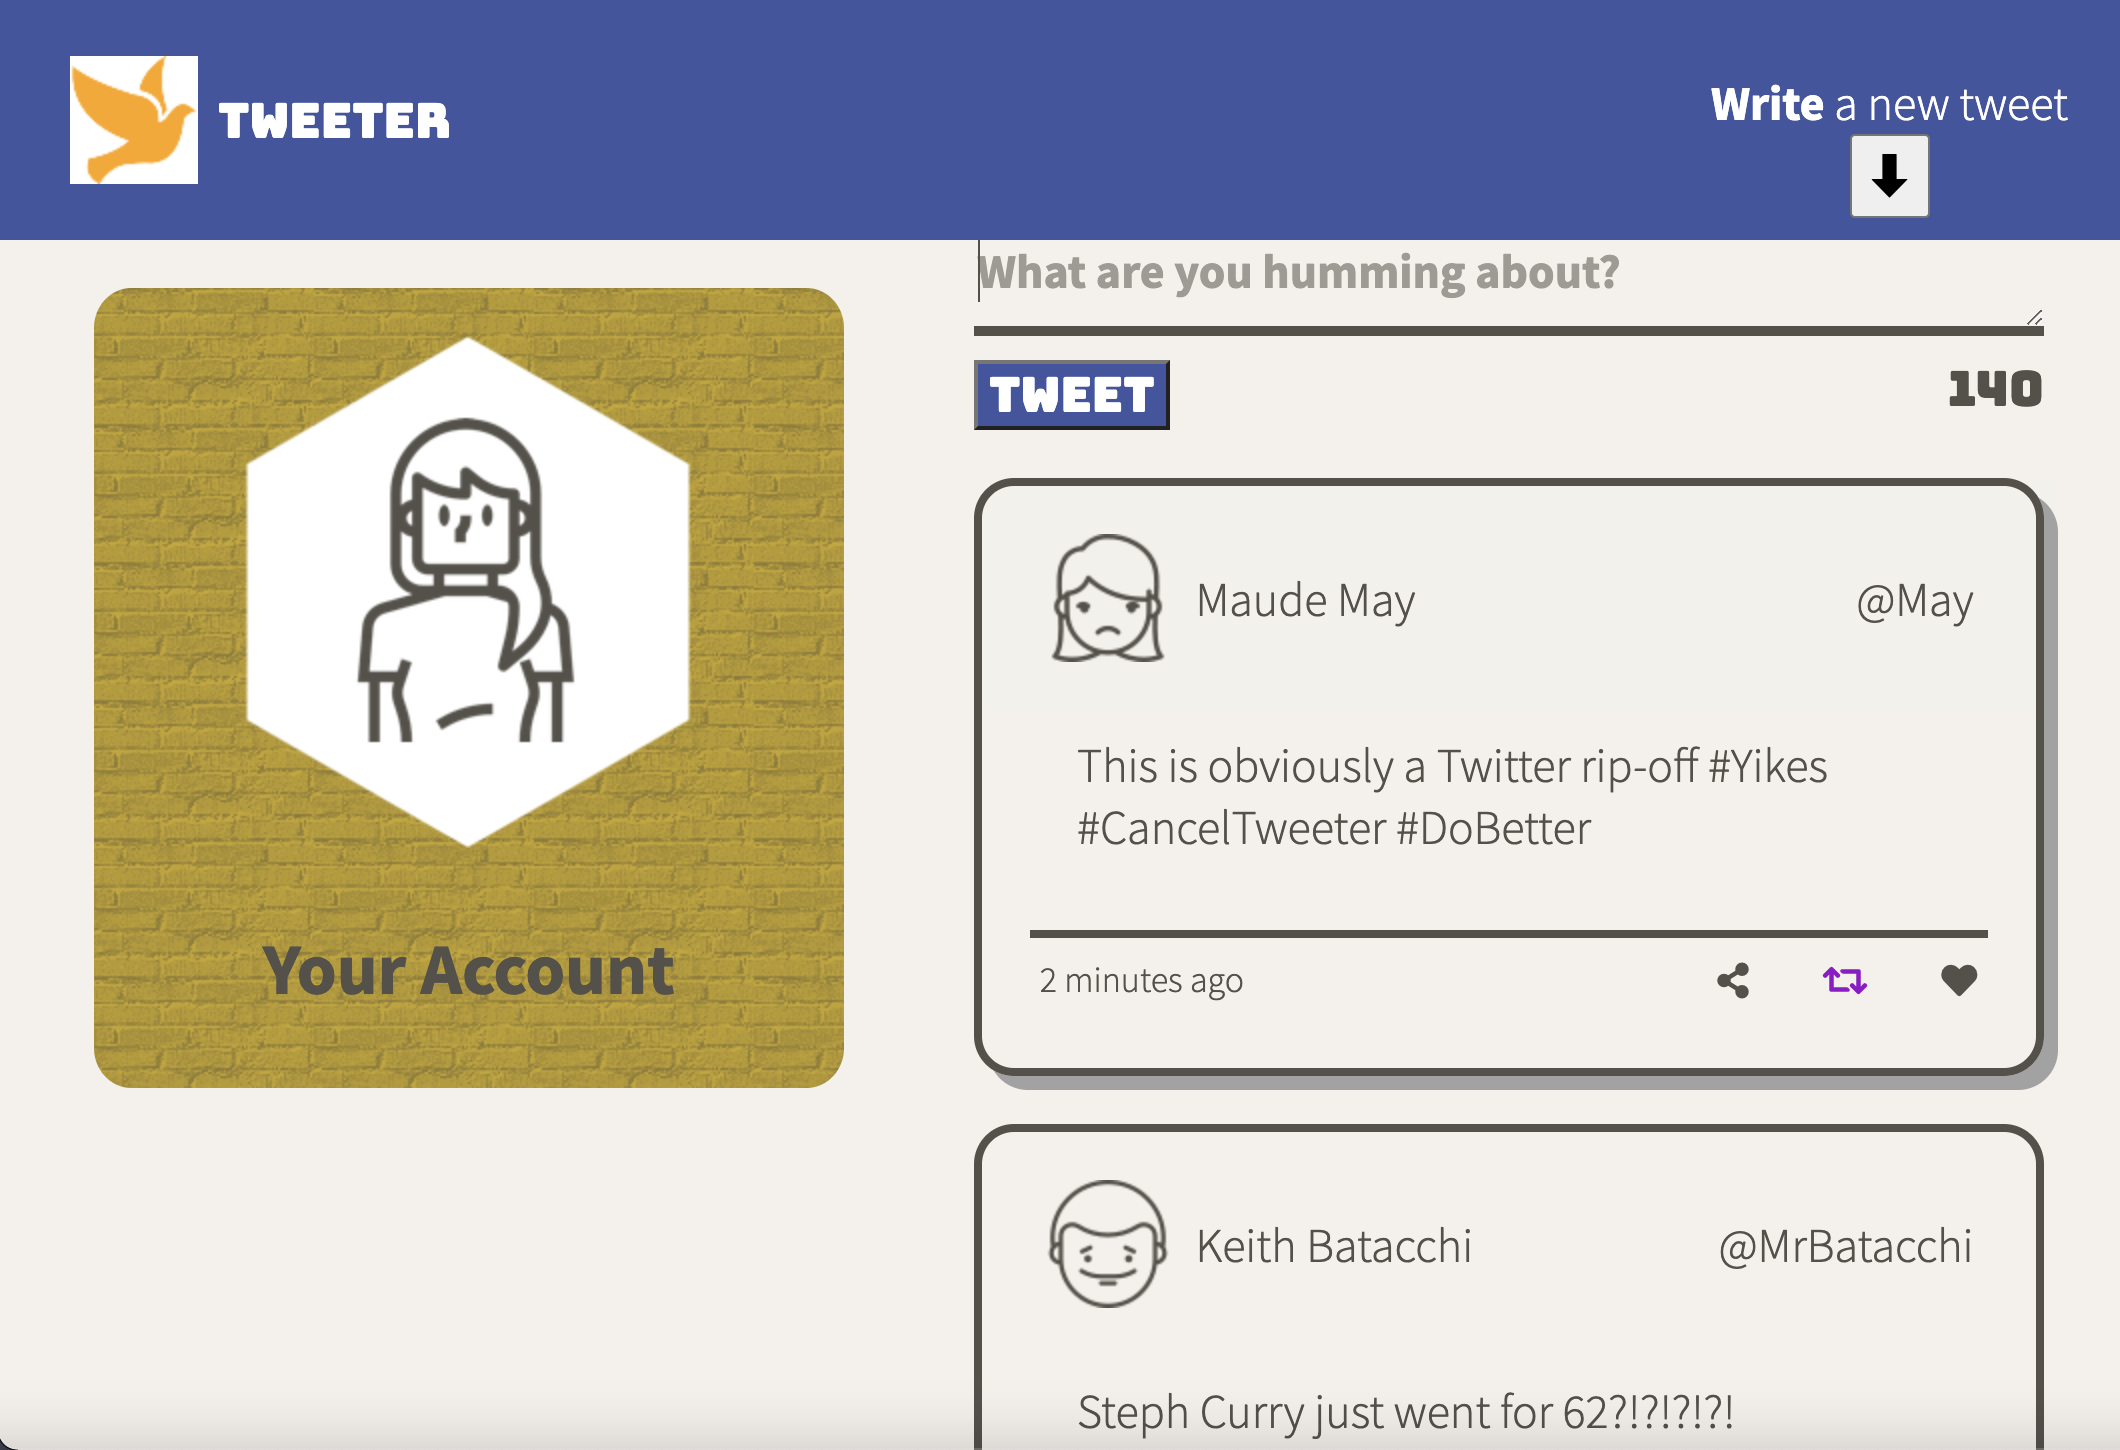 TWEETER
Write a new tweet
What are you humming about?
TWEET
140
Your Account
Maude May
@May
This is obviously a Twitter rip-off #Yikes
#CancelTweeter #DoBetter
2 minutes ago
Keith Batacchi
@MrBatacchi
Steph Curry just went for 62?!?!?!?!